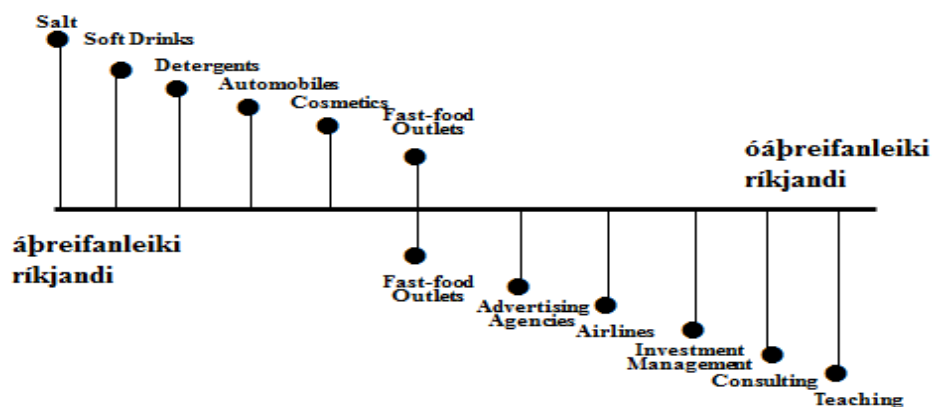 Salt
Soft Drinks
Detergents
Automobiles
Cosmetics
Fast-food
Outlets
óáþreifanleiki
ríkjandi
áþreifanleiki
ríkjandi
Fast-food
Outlets
Advertising
Agencies
Airlines
Investment
Management
Consulting
Teaching